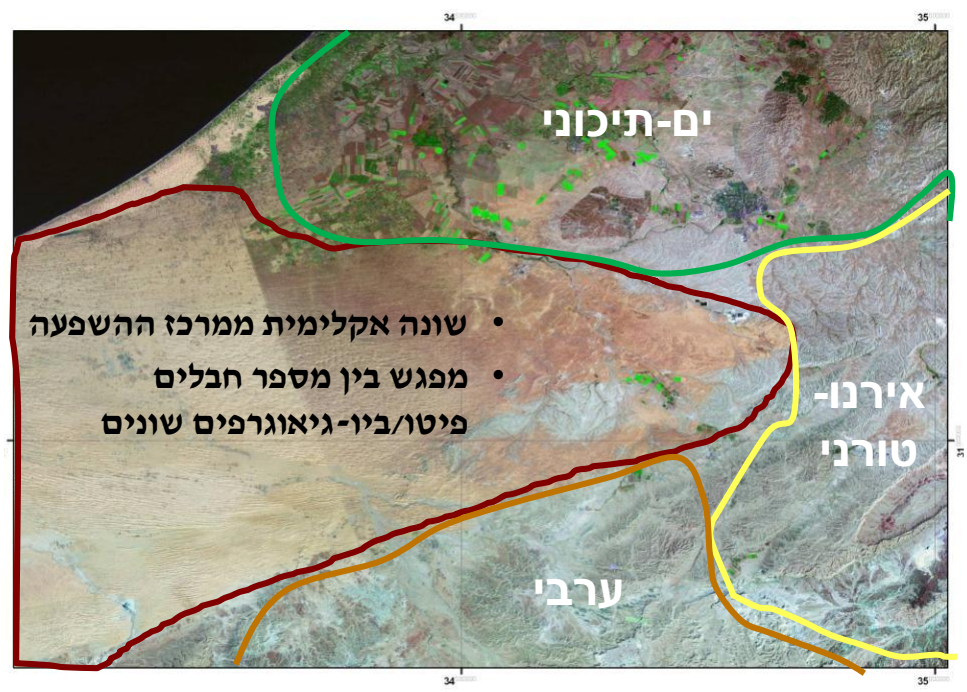 34
35
ים-תיכוני
• שונה אקלימית ממרכז ההשפעה
• מפגש בין מספר חבלים
פיטו/ביו-גיאוגרפים שונים
אירנו-
טורני
31
ערבי
34
35